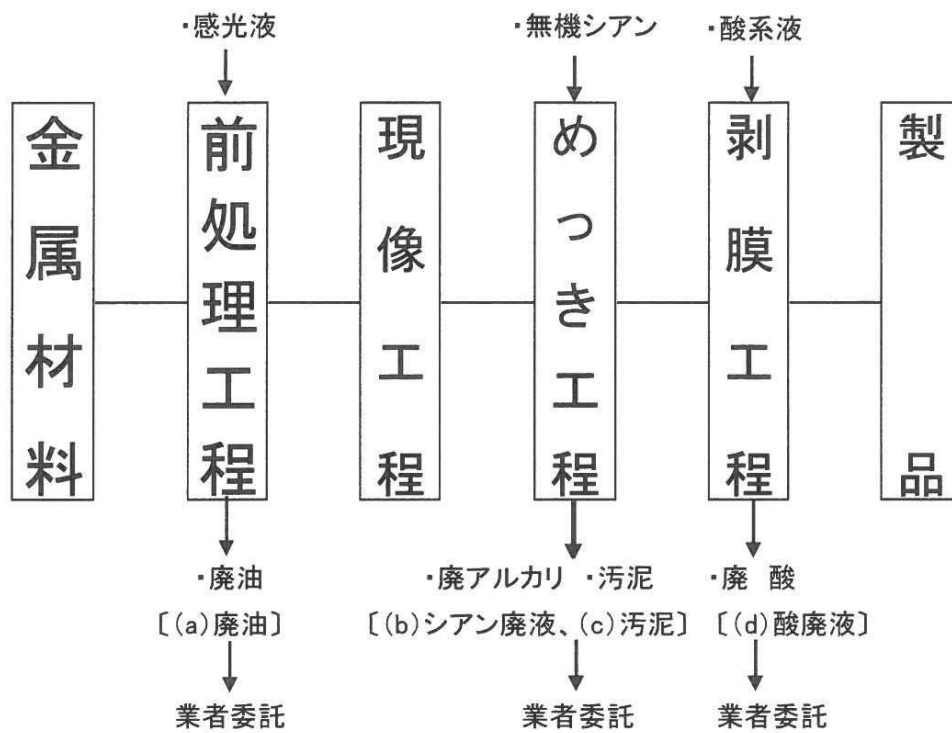 ・感光液
・無機シアン
・酸系液
金属材料
前処理工程
現像工程
めっき工程
剥膜工程
製品
・廃油
〔(a)廃油〕
業者委託
・廃アルカリ ・汚泥
〔(b)シアン廃液、(c)汚泥〕
業者委託
・廃 酸
〔(d)酸廃液〕
業者委託